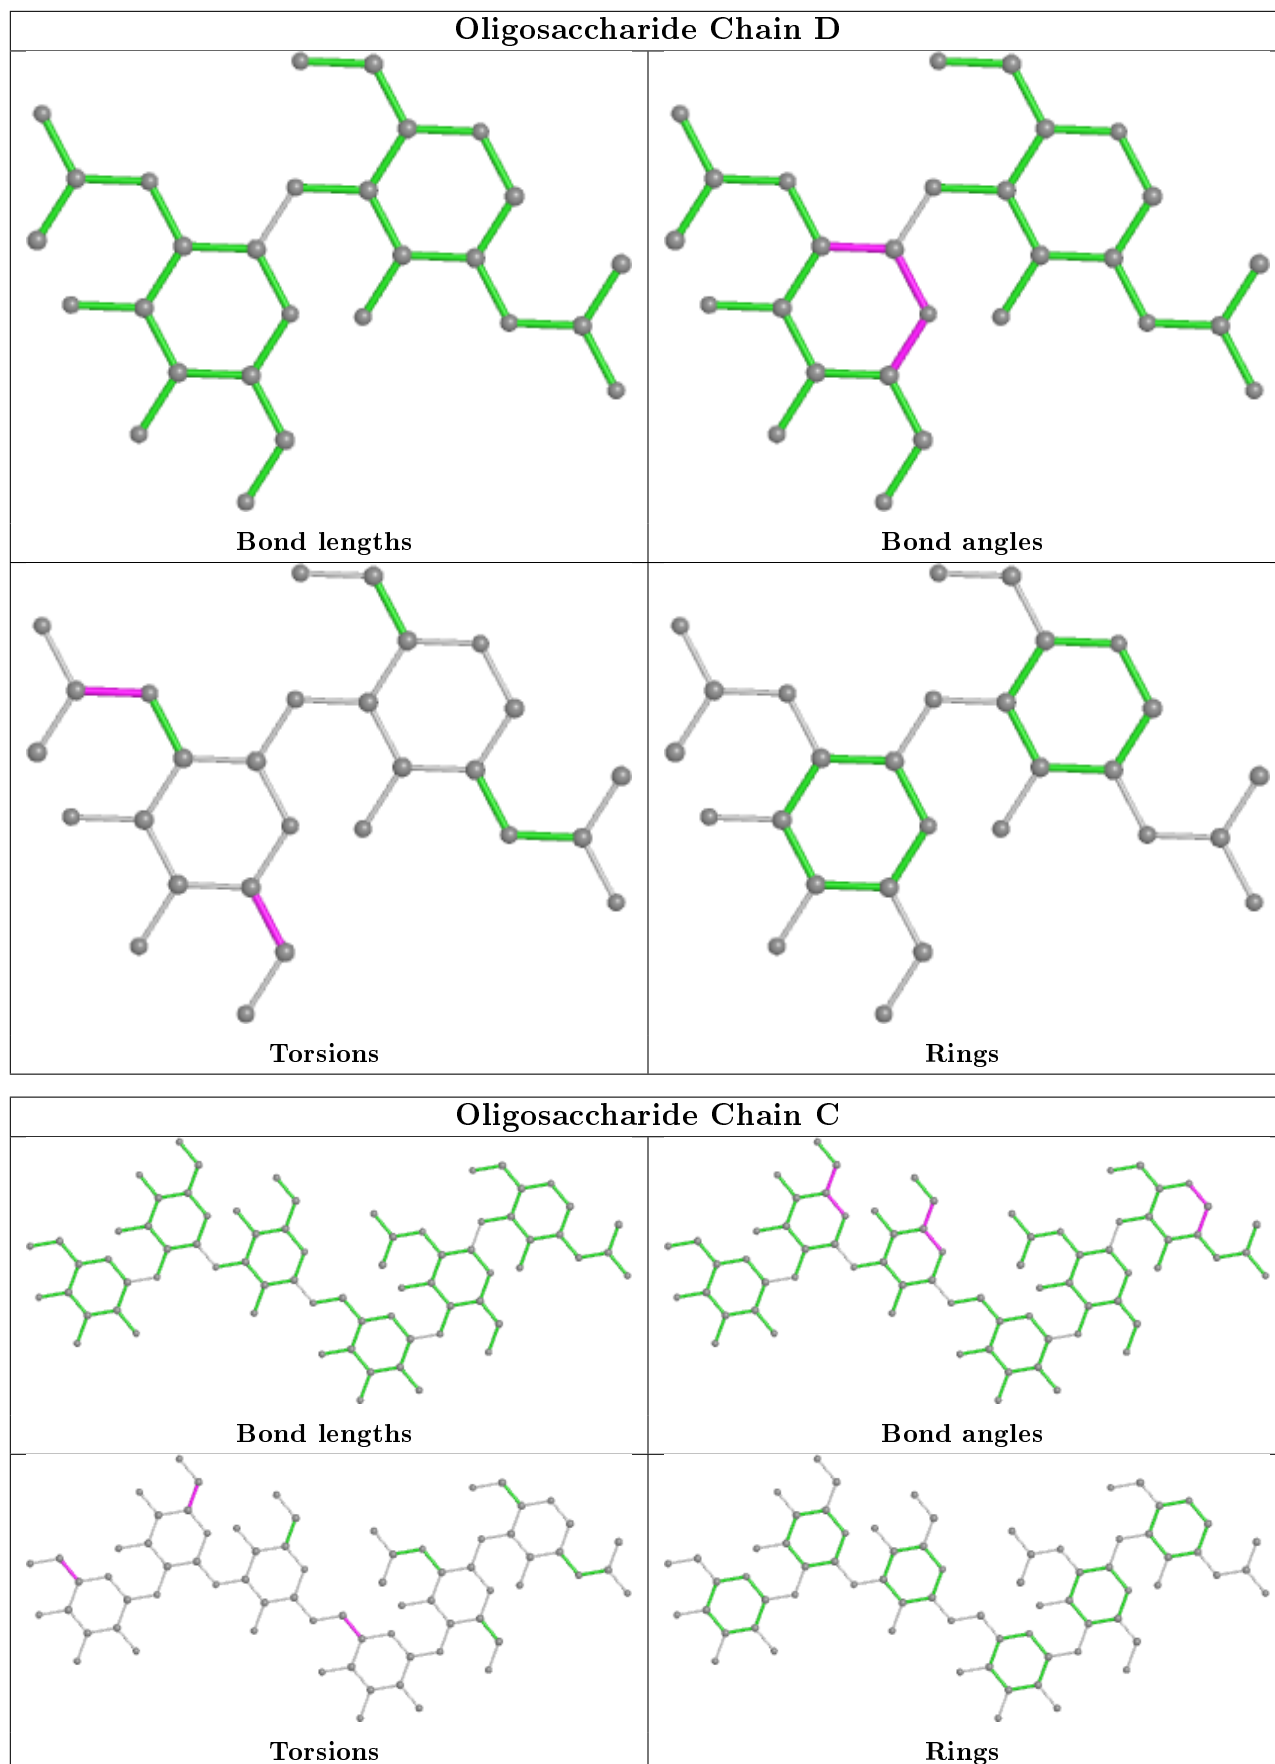 Oligosaccharide Chain D
Bond lengths
Bond angles
Torsions
Rings
Oligosaccharide Chain C
Bond lengths
Bond angles
Torsions
Rings